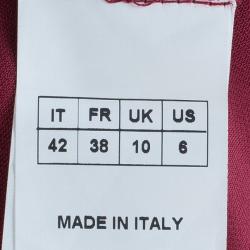 IT FR UK US
42 38 10 6
MADE IN ITALY